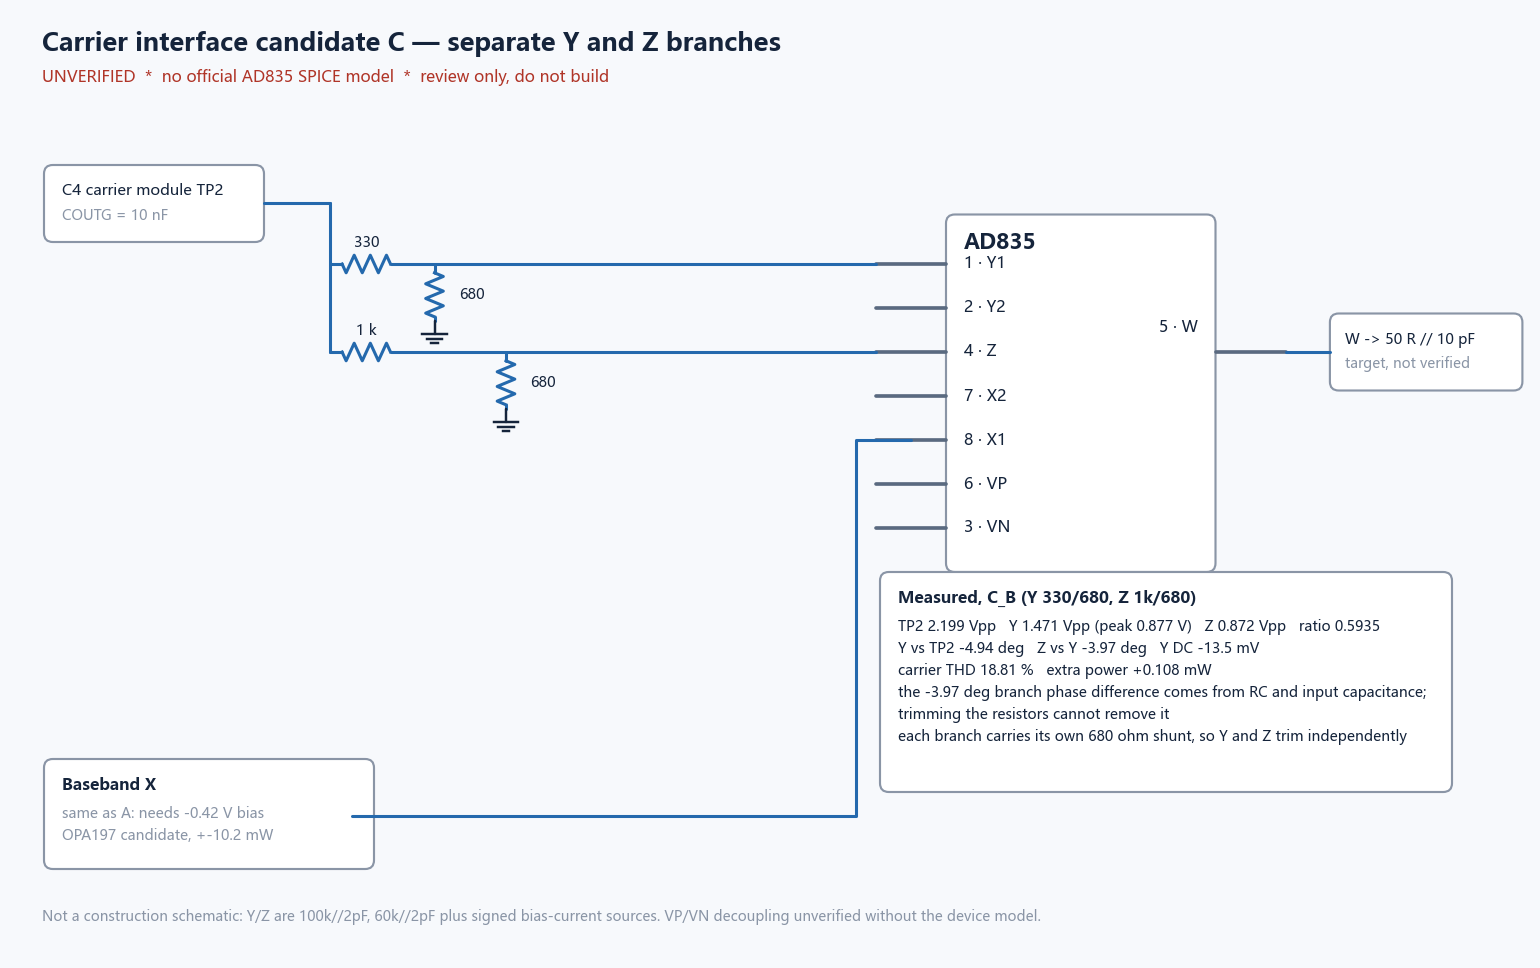 Carrier interface candidate C — separate Y and Z branches
UNVERIFIED * no official AD835 SPICE model * review only, do not build
C4 carrier module TP2
COUTG = 10 nF
330
680
1 k
680
AD835
1 · Y1
2 · Y2
4 · Z
7 · X2
8 · X1
6 · VP
3 · VN
5 · W
W -> 50 R // 10 pF
target, not verified
Measured, C_B (Y 330/680, Z 1k/680)
TP2 2.199 Vpp Y 1.471 Vpp (peak 0.877 V) Z 0.872 Vpp ratio 0.5935
Y vs TP2 -4.94 deg Z vs Y -3.97 deg Y DC -13.5 mV
carrier THD 18.81 % extra power +0.108 mW
the -3.97 deg branch phase difference comes from RC and input capacitance;
trimming the resistors cannot remove it
each branch carries its own 680 ohm shunt, so Y and Z trim independently
Baseband X
same as A: needs -0.42 V bias
OPA197 candidate, +-10.2 mW
Not a construction schematic: Y/Z are 100k//2pF, 60k//2pF plus signed bias-current sources. VP/VN decoupling unverified without the device model.